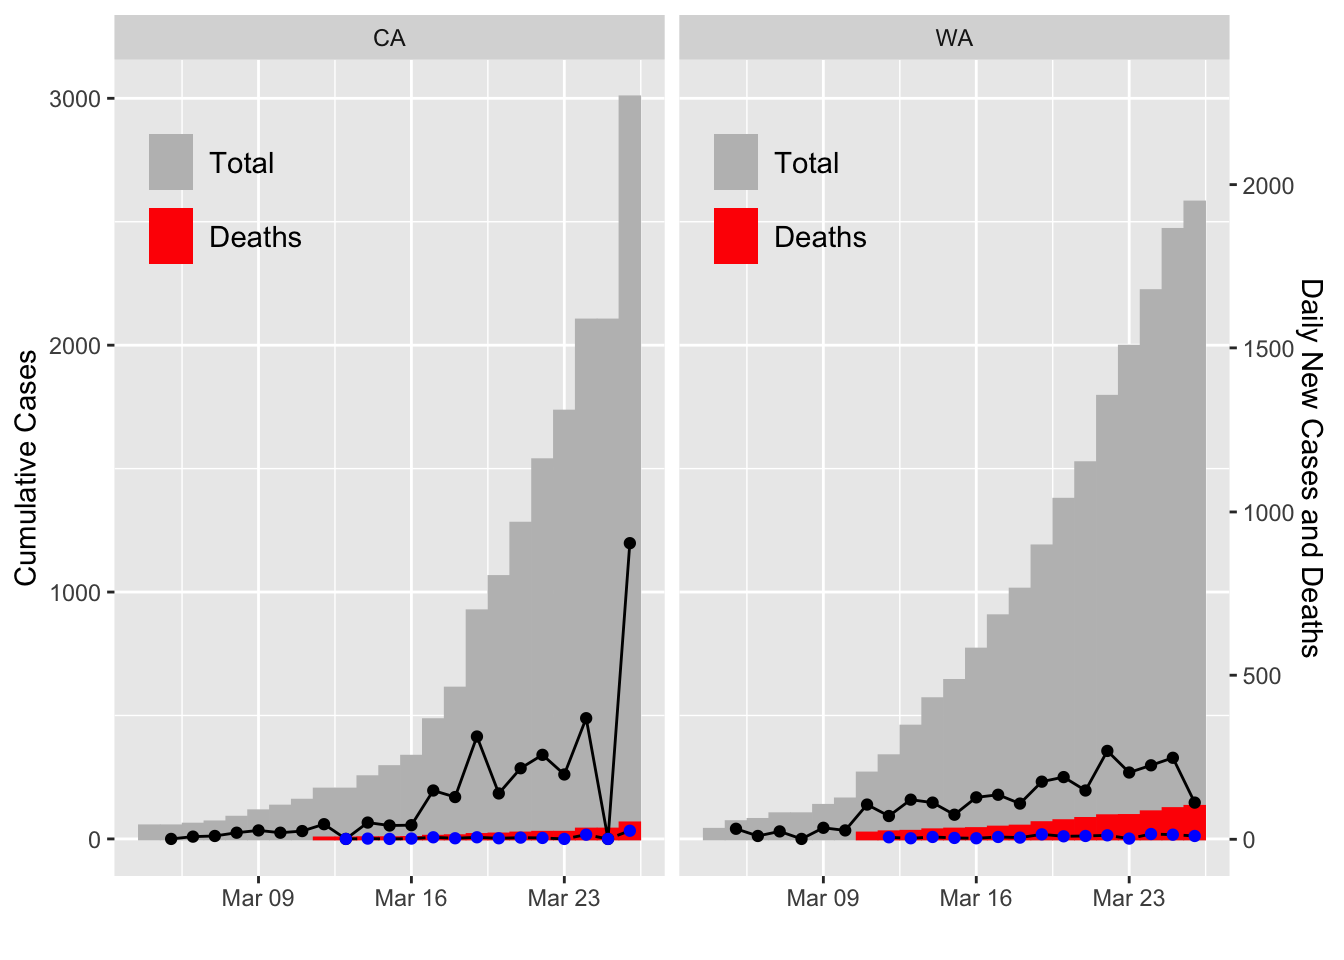 CA
WA
Cumulative Cases
3000
2000
1000
0
Total
Deaths
Total
Deaths
2000
1500
1000
500
0
Daily New Cases and Deaths
Mar 09
Mar 16
Mar 23
Mar 09
Mar 16
Mar 23